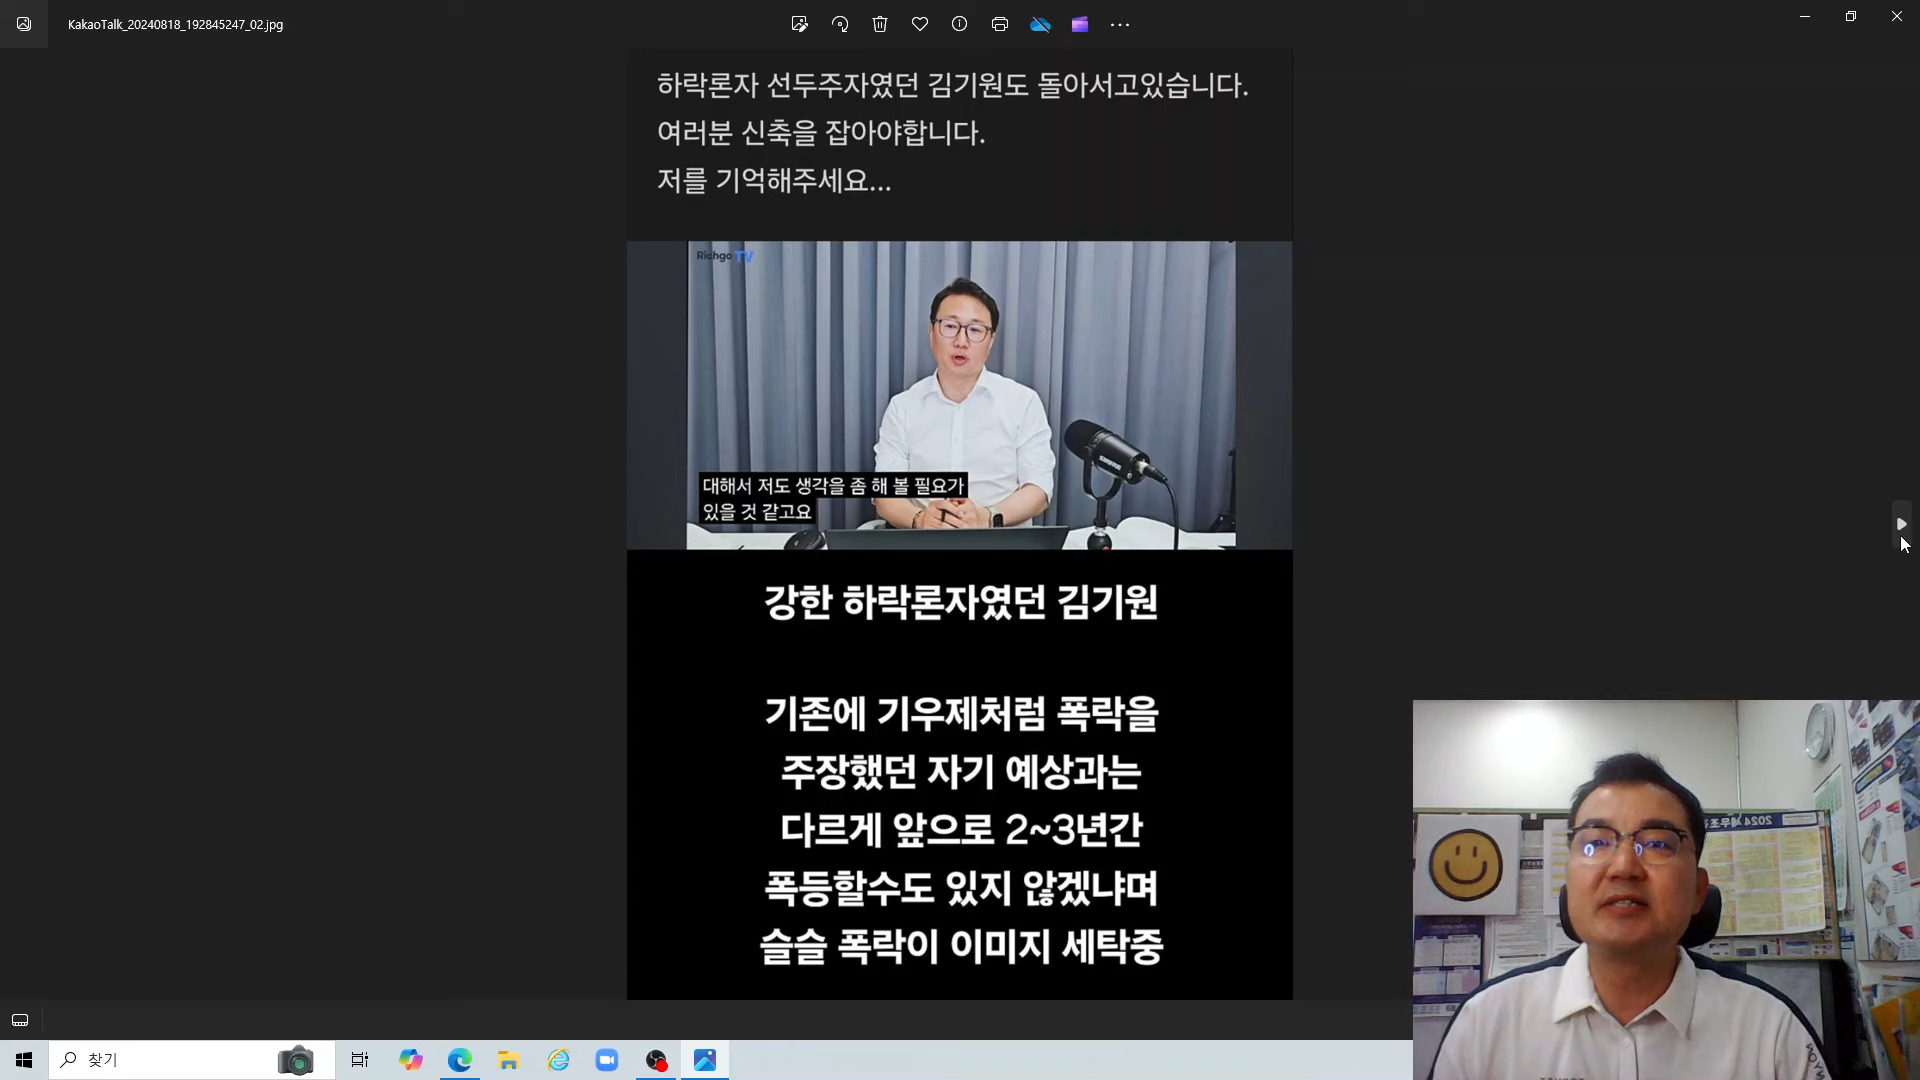 KakaoTalk_20240818_192845247_02.jpg
하락론자 선두주자였던 김기원도 돌아서고있습니다.
여러분 신축을 잡아야합니다.
저를 기억해주세요...
Richgo TV
대해서 저도 생각을 좀 해 볼 필요가
있을 것 같고요
강한 하락론자였던 김기원
기존에 기우제처럼 폭락을
주장했던 자기 예상과는
다르게 앞으로 2~3년간
폭등할수도 있지 않겠냐며
슬슬 폭락이 이미지 세탁중
찾기